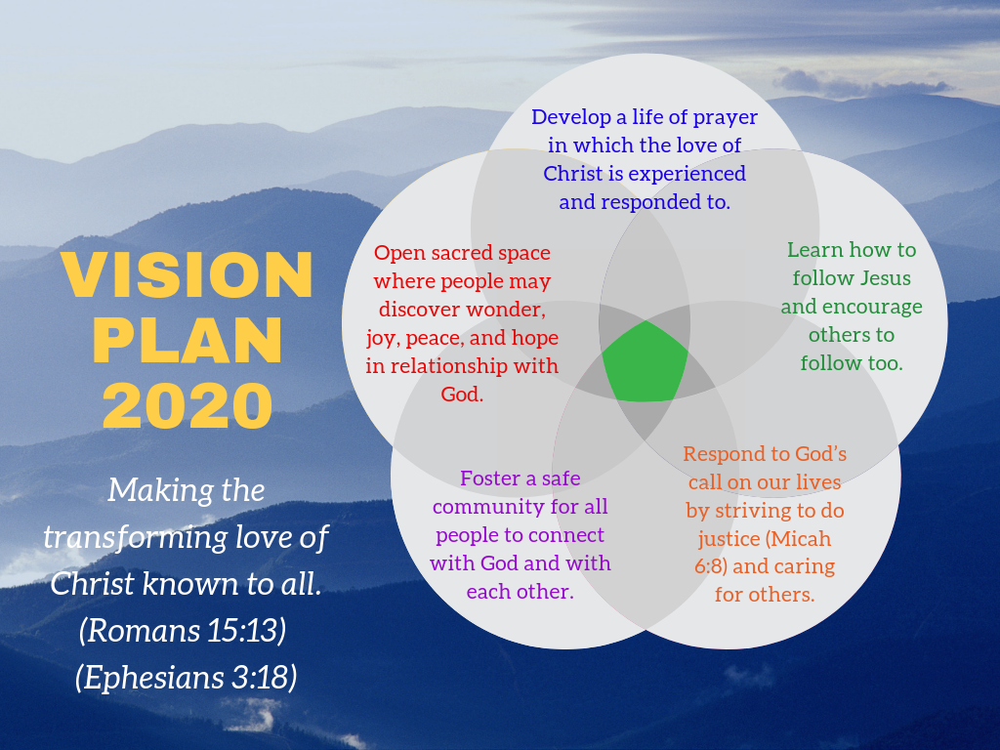 VISION
PLAN
2020
Making the
transforming love of
Christ known to all.
(Romans 15:13)
(Ephesians 3:18)
Develop a life of prayer
in which the love of
Christ is experienced
and responded to.
Open sacred space
where people may
discover wonder,
joy, peace, and hope
in relationship with
God.
Learn how to
follow Jesus
and encourage
others to
follow too.
Foster a safe
community for all
people to connect
with God and with
each other.
Respond to God’s
call on our lives
by striving to do
justice (Micah
6:8) and caring
for others.